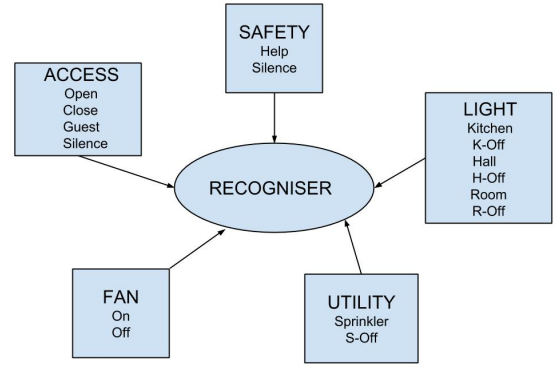 SAFETY
Help
Silence
ACCESS
Open
Close
Guest
Silence
LIGHT
Kitchen
K-Off
Hall
H-Off
Room
R-Off
RECOGNISER
FAN
On
Off
UTILITY
Sprinkler
S-Off